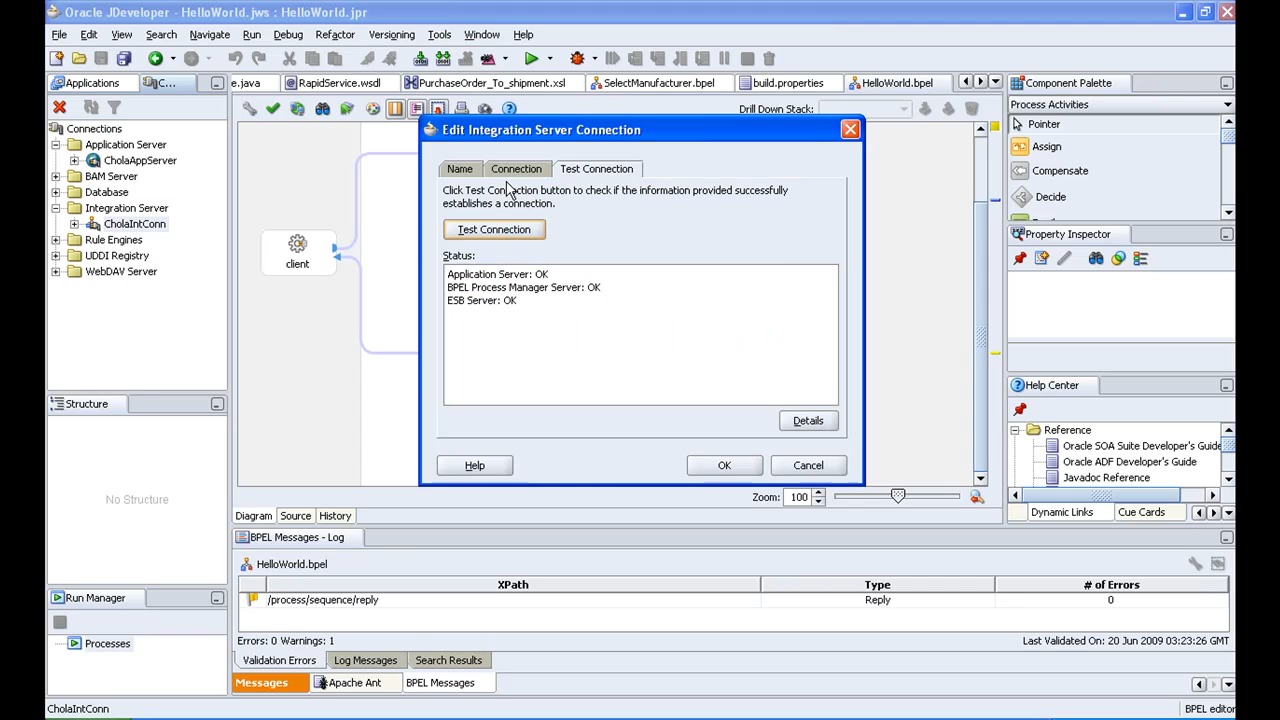 Oracle JDeveloper - HelloWorld.jws : HelloWorld.jpr
File Edit View Search Navigate Run Debug Refactor Versioning Tools Window Help
Applications C... e.java RapidService.wsdl PurchaseOrder_To_shipment.xsl SelectManufacturer.bpel build.properties HelloWorld.bpel Component Palette
Process Activities
Drill Down Stack:
Connections
Application Server
CholaAppServer
BAM Server
Database
Integration Server
CholaIntConn
Rule Engines
UDDI Registry
WebDAV Server
Structure
No Structure
Run Manager
Processes
client
Edit Integration Server Connection
Name Connection Test Connection
Click Test Connection button to check if the information provided successfully
establishes a connection.
Test Connection
Status:
Application Server: OK
BPEL Process Manager Server: OK
ESB Server: OK
Details
Help OK Cancel
Zoom: 100
Diagram Source History
BPEL Messages - Log
HelloWorld.bpel
XPath Type # of Errors
/process/sequence/reply Reply 0
Errors: 0 Warnings: 1 Last Validated On: 20 Jun 2009 03:23:26 GMT
Validation Errors Log Messages Search Results
Messages Apache Ant BPEL Messages
Pointer
Assign
Compensate
Decide
Property Inspector
Help Center
Reference
Oracle SOA Suite Developer's Guide
Oracle ADF Developer's Guide
Javadoc Reference
Dynamic Links Cue Cards
CholaIntConn BPEL editor